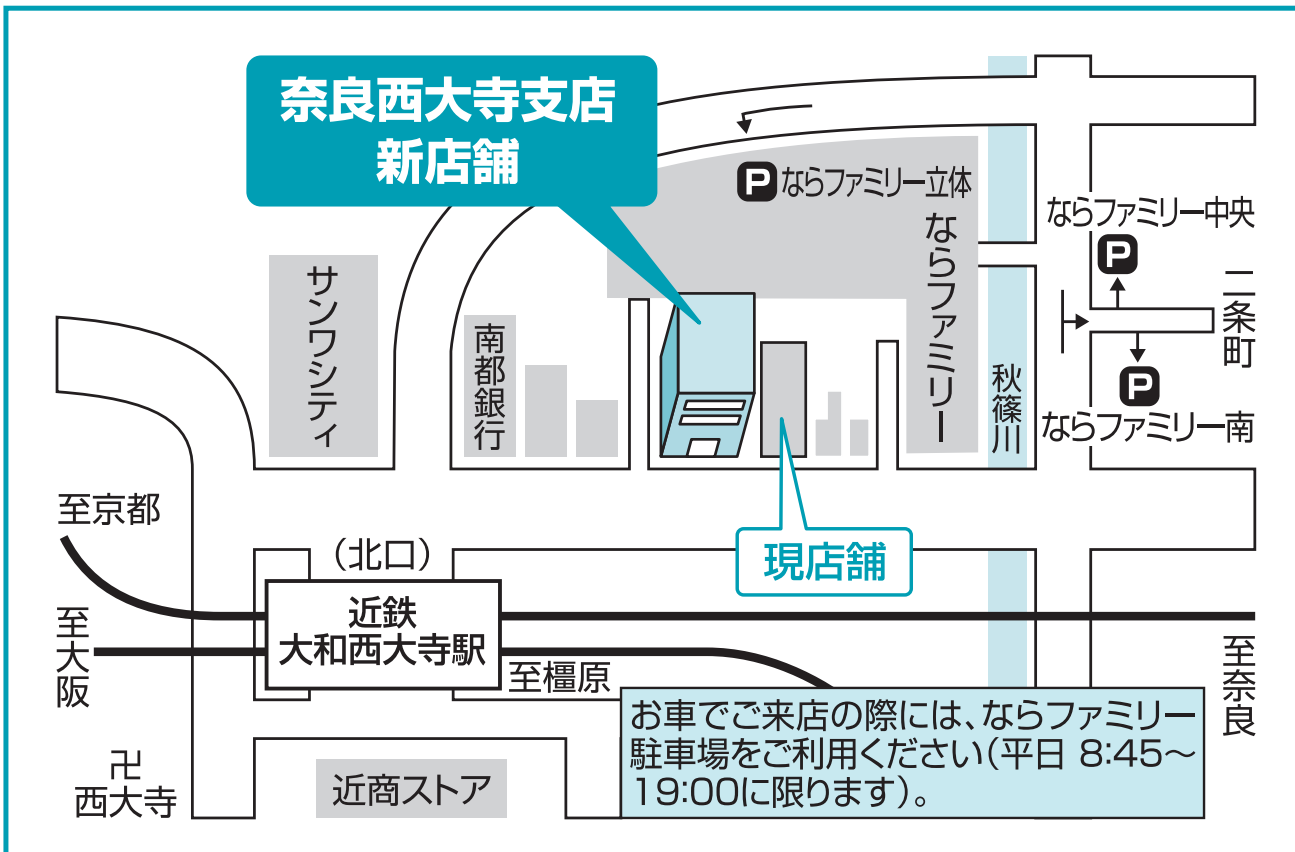 奈良西大寺支店
新店舗
P ならファミリー立体
ならファミリー中央
P
サンワシティ
南都銀行
ならファミリー
二条町
秋篠川
P
ならファミリー南
至京都
(北口)
現店舗
近鉄
大和西大寺駅
至大阪
至橿原
至奈良
お車でご来店の際には、ならファミリー
駐車場をご利用ください(平日 8:45〜
19:00に限ります)。
卍
西大寺
近商ストア